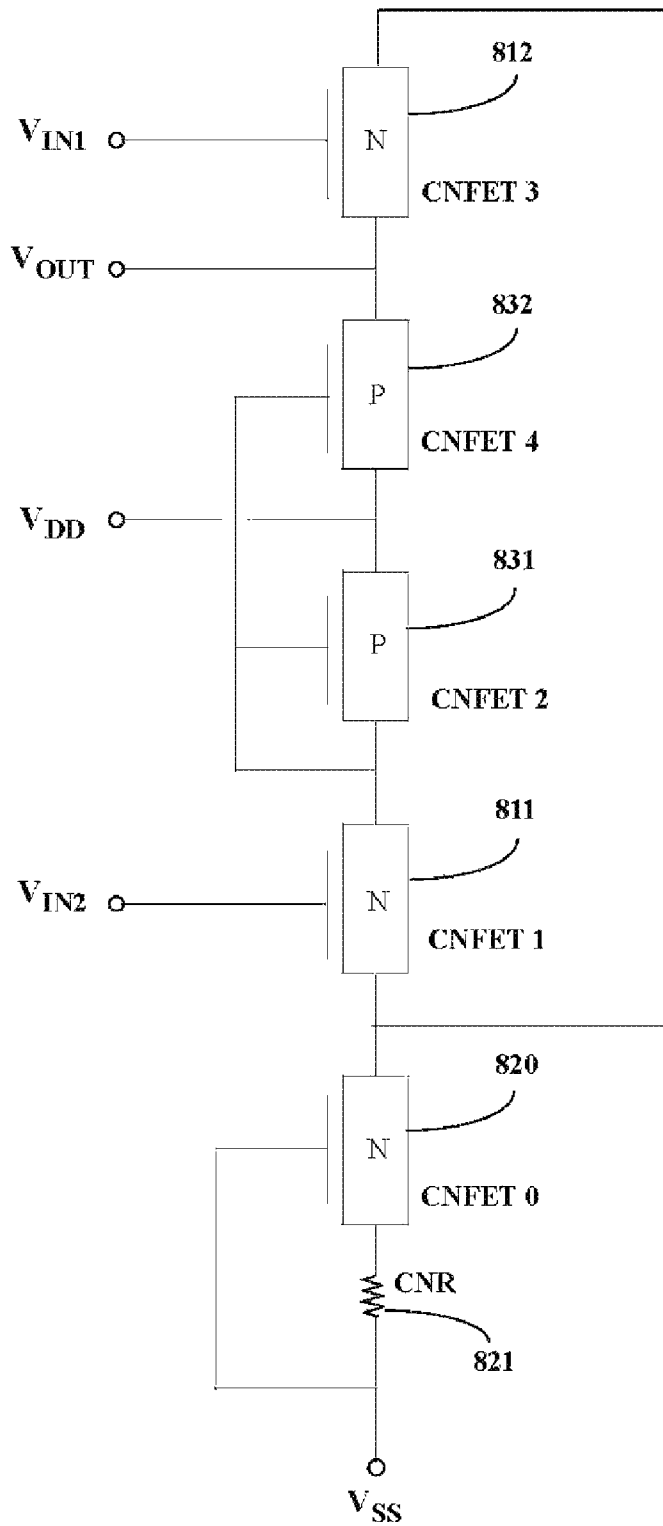 812
V_IN1
N
CNFET 3
V_OUT
832
P
CNFET 4
V_DD
831
P
CNFET 2
811
V_IN2
N
CNFET 1
820
N
CNFET 0
CNR
821
V_SS